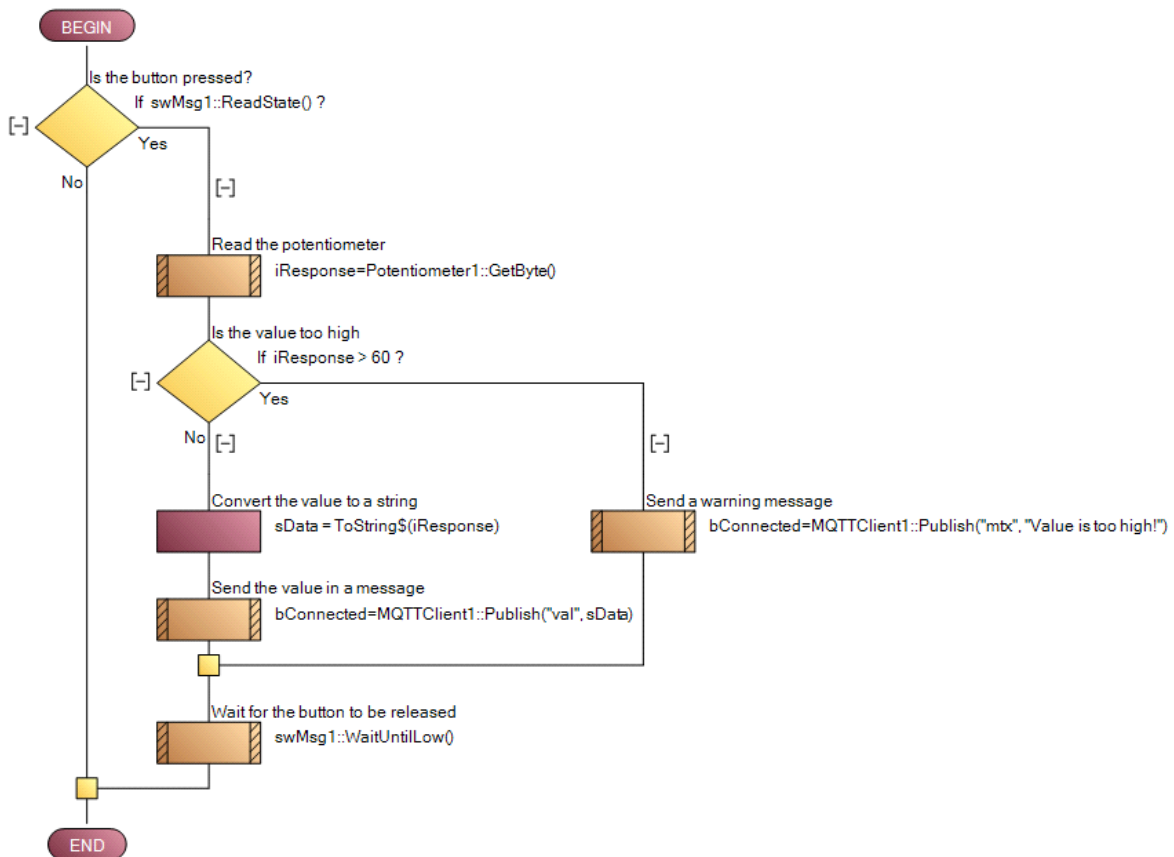 BEGIN
Is the button pressed?
If swMsg1::ReadState() ?
[-]
Yes
No
[-]
Read the potentiometer
iResponse=Potentiometer1::GetByte()
Is the value too high
If iResponse > 60 ?
[-]
Yes
No
[-]
[-]
Convert the value to a string
sData = ToString$(iResponse)
Send a warning message
bConnected=MQTTClient1::Publish("mtx", "Value is too high!")
Send the value in a message
bConnected=MQTTClient1::Publish("val", sData)
Wait for the button to be released
swMsg1::WaitUntilLow()
END